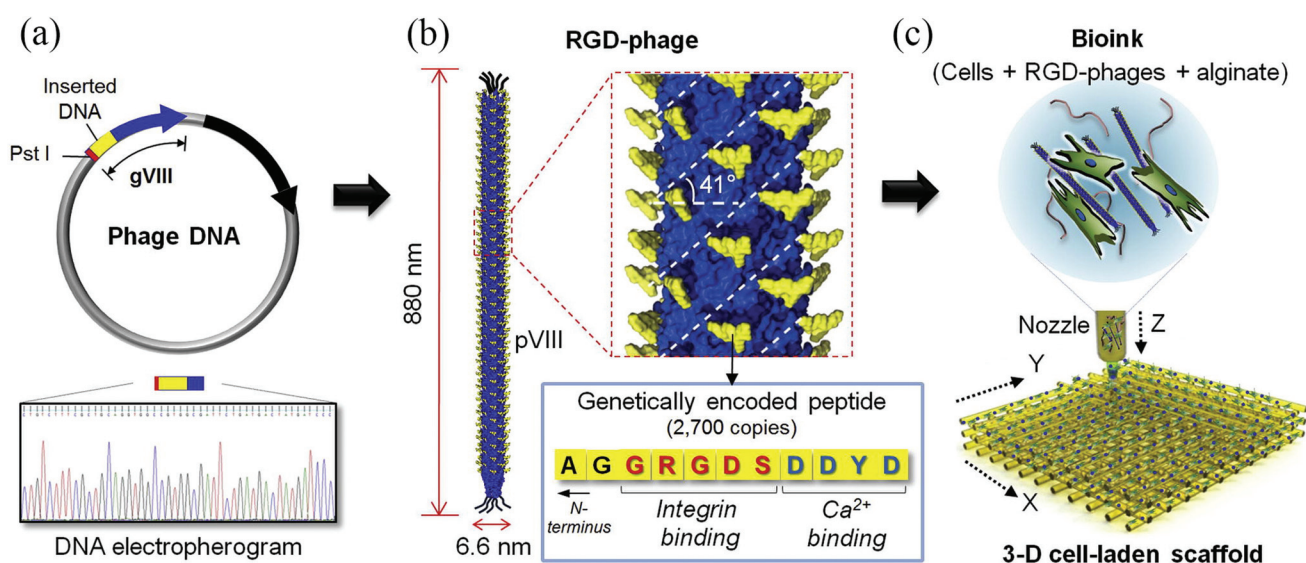 (a)
Inserted
DNA
Pst I
gVIII
Phage DNA
DNA electropherogram
(b)
RGD-phage
880 nm
6.6 nm
pVIII
41°
Genetically encoded peptide
(2,700 copies)
A G G R G D S D D Y D
N-
terminus
Integrin
binding
Ca²⁺
binding
(c)
Bioink
(Cells + RGD-phages + alginate)
Nozzle
Z
Y
X
3-D cell-laden scaffold